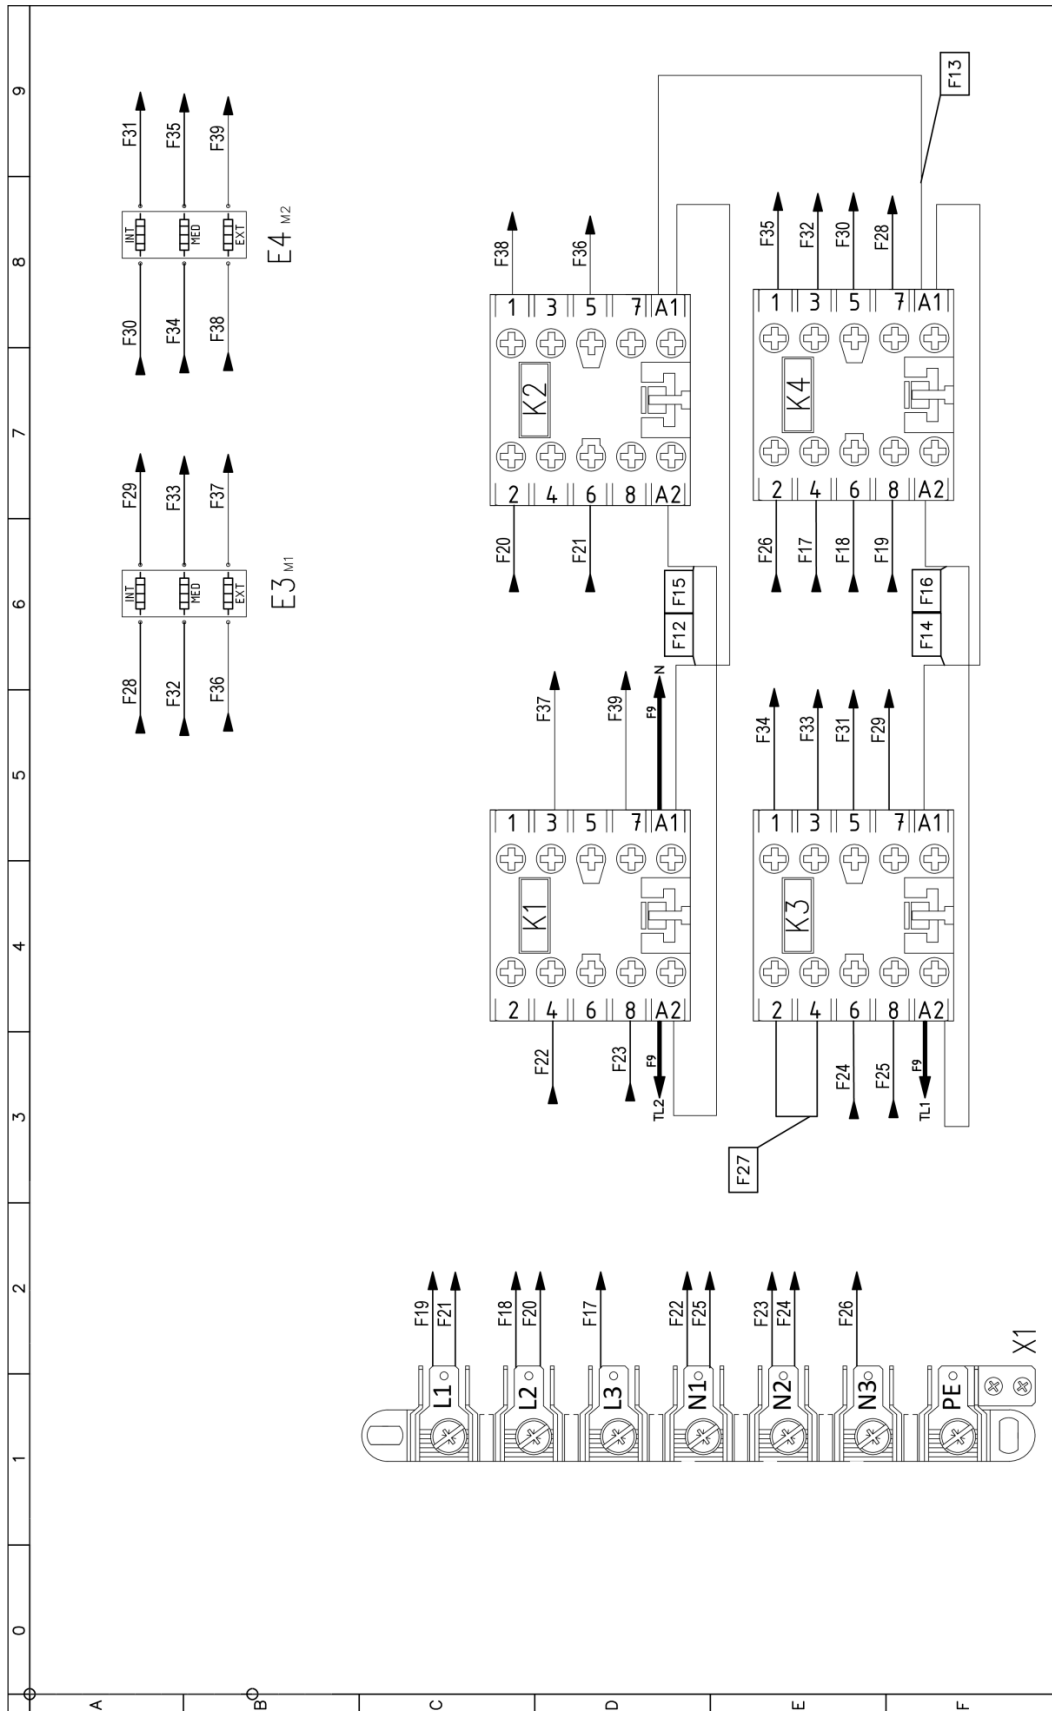 9
8
7
6
5
4
3
2
1
0
A
B
C
D
E
F
F31
F35
F39
INT
MED
EXT
E4 M2
F30
F34
F38
F29
F33
F37
INT
MED
EXT
E3 M1
F28
F32
F36
F13
F38
F36
1 3 5 7 A1
K2
2 4 6 8 A2
F20
F21
F35
F32
F30
F28
1 3 5 7 A1
K4
2 4 6 8 A2
F26
F17
F18
F19
F12 F15
F14 F16
F37
F39
F9
N
1 3 5 7 A1
K1
2 4 6 8 A2
F22
F23
F9
TL2
F34
F33
F31
F29
1 3 5 7 A1
K3
2 4 6 8 A2
F24
F25
F9
TL1
F27
F19
F21
F18
F20
F17
F22
F25
F23
F24
F26
L1
L2
L3
N1
N2
N3
PE
X1